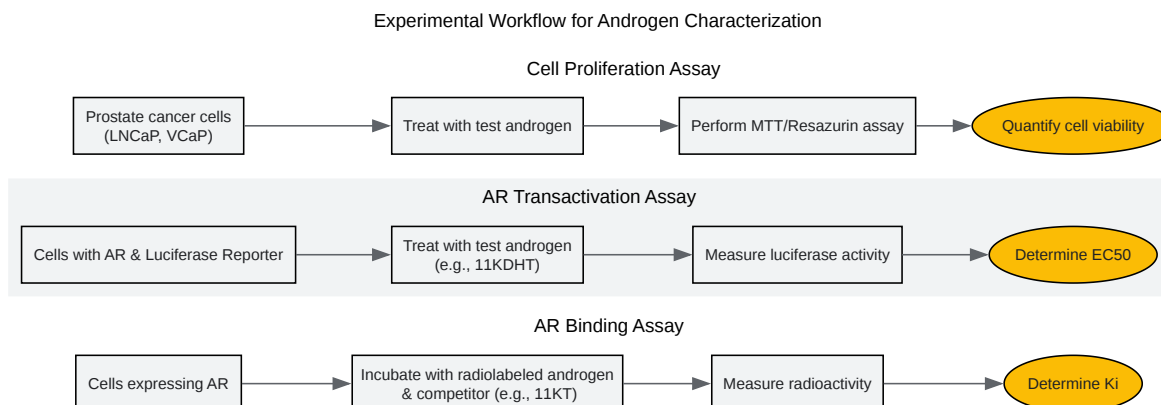 Experimental Workflow for Androgen Characterization
Cell Proliferation Assay
Prostate cancer cells
(LNCaP, VCaP)
Treat with test androgen
Perform MTT/Resazurin assay
Quantify cell viability
AR Transactivation Assay
Cells with AR & Luciferase Reporter
Treat with test androgen
(e.g., 11KDHT)
Measure luciferase activity
Determine EC50
AR Binding Assay
Cells expressing AR
Incubate with radiolabeled androgen
& competitor (e.g., 11KT)
Measure radioactivity
Determine Ki